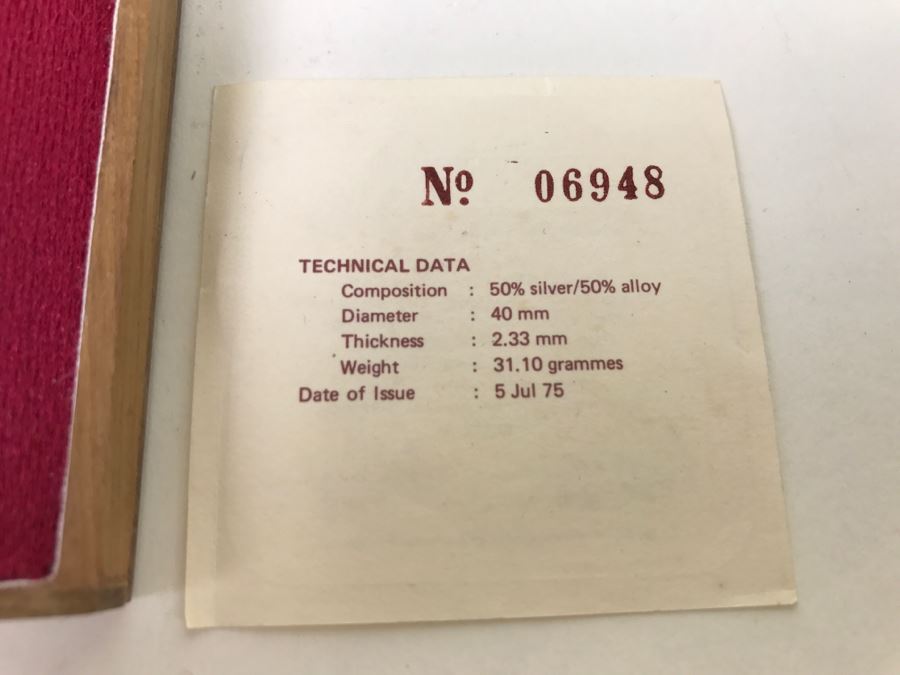 Nº. 06948
TECHNICAL DATA
Composition : 50% silver/50% alloy
Diameter : 40 mm
Thickness : 2.33 mm
Weight : 31.10 grammes
Date of Issue : 5 Jul 75